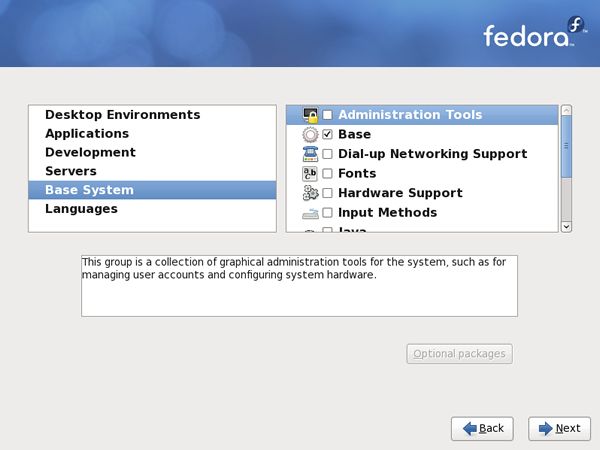 fedora
Desktop Environments
Applications
Development
Servers
Base System
Languages
Administration Tools
Base
Dial-up Networking Support
Fonts
Hardware Support
Input Methods
Java
This group is a collection of graphical administration tools for the system, such as for
managing user accounts and configuring system hardware.
Optional packages
Back
Next